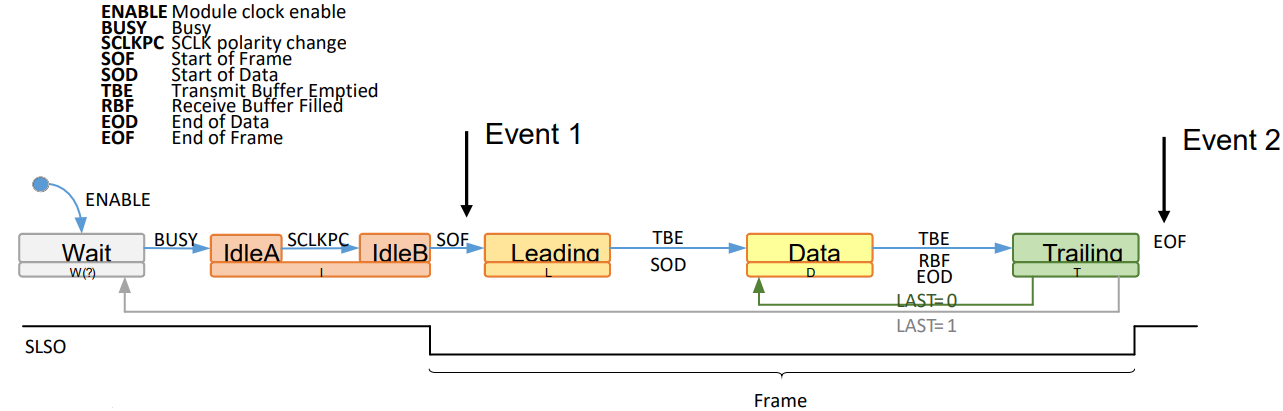 ENABLE Module clock enable
BUSY Busy
SCLKPC SCLK polarity change
SOF Start of Frame
SOD Start of Data
TBE Transmit Buffer Emptied
RBF Receive Buffer Filled
EOD End of Data
EOF End of Frame
Event 1
Event 2
ENABLE
Wait
W(?)
BUSY
IdleA
SCLKPC
IdleB
I
SOF
Leading
L
TBE
SOD
Data
D
TBE
RBF
EOD
Trailing
T
EOF
LAST= 0
LAST= 1
SLSO
Frame